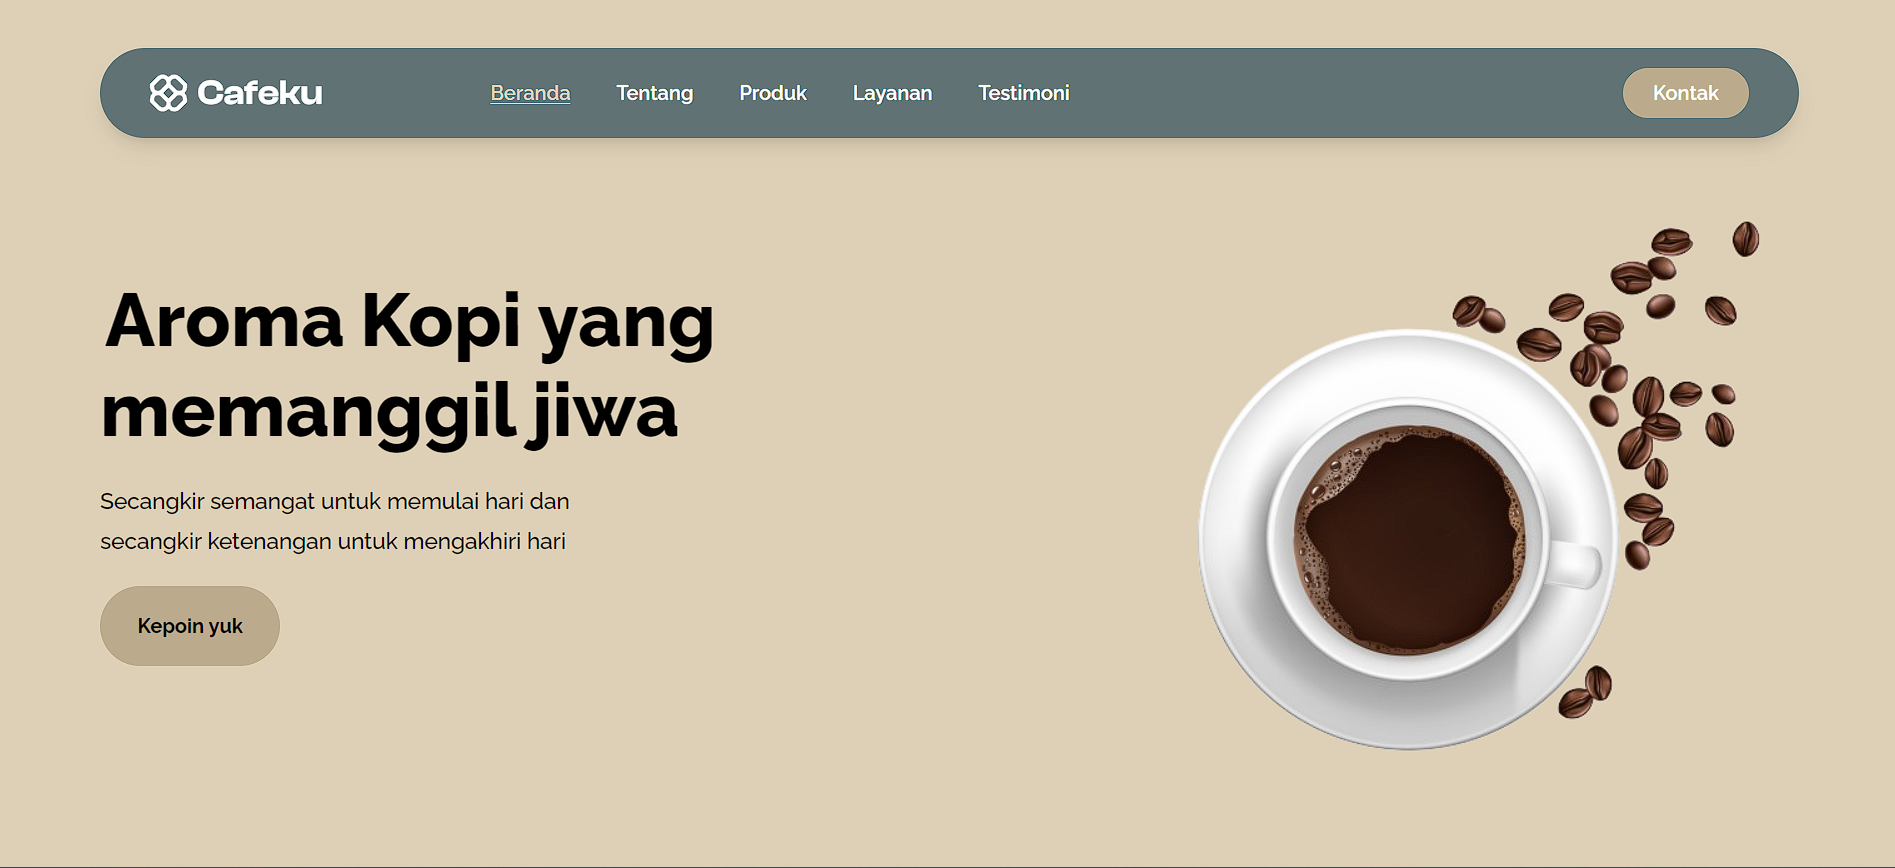 Cafeku
Beranda
Tentang
Produk
Layanan
Testimoni
Kontak
Aroma Kopi yang
memanggil jiwa
Secangkir semangat untuk memulai hari dan
secangkir ketenangan untuk mengakhiri hari
Kepoin yuk